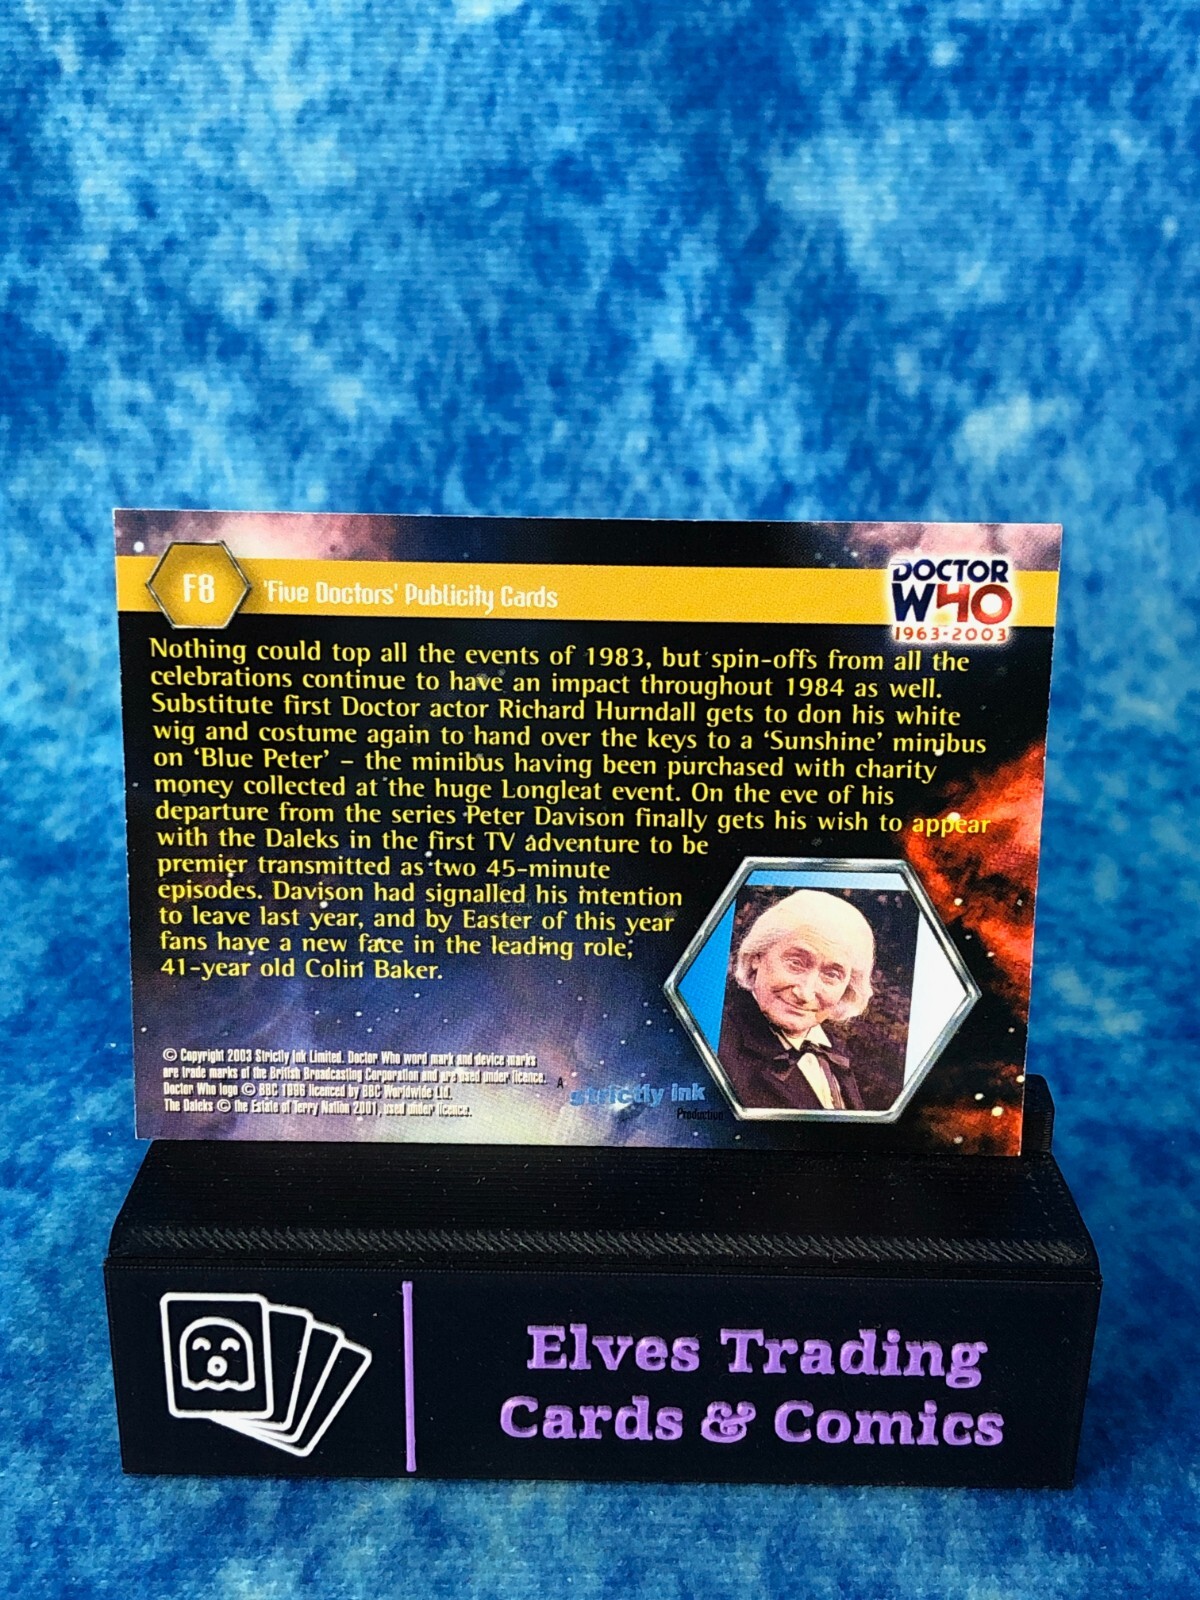 F8
'Five Doctors' Publicity Cards
DOCTOR
WHO
40
1963-2003
Nothing could top all the events of 1983, but spin-offs from all the
celebrations continue to have an impact throughout 1984 as well.
Substitute first Doctor actor Richard Hurndall gets to don his white
wig and costume again to hand over the keys to a 'Sunshine' minibus
on 'Blue Peter' – the minibus having been purchased with charity
money collected at the huge Longleat event. On the eve of his
departure from the series Peter Davison finally gets his wish to appear
with the Daleks in the first TV adventure to be
premier transmitted as two 45-minute
episodes. Davison had signalled his intention
to leave last year, and by Easter of this year
fans have a new face in the leading role;
41-year old Colin Baker.
© Copyright 2003 Strictly Ink Limited. Doctor Who word mark and device marks
are trade marks of the British Broadcasting Corporation and are used under licence.
Doctor Who logo © BBC 1996 licenced by BBC Worldwide Ltd.
The Daleks © the Estate of Terry Nation 2001, used under licence.
A
strictly ink
Production
Elves Trading
Cards & Comics